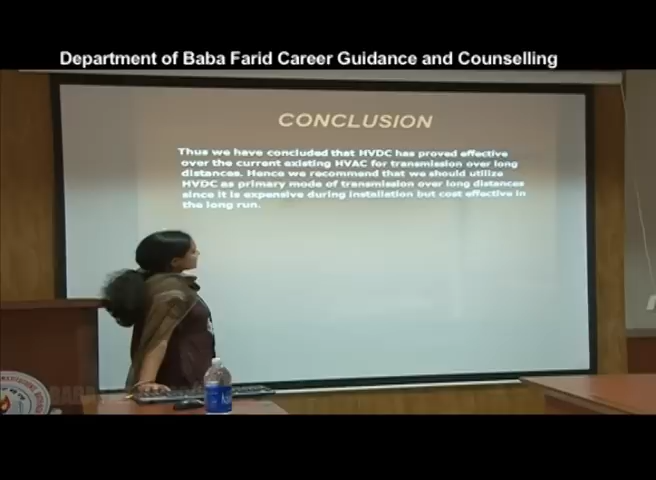 Department of Baba Farid Career Guidance and Counselling
CONCLUSION
Thus we have concluded that HVDC has proved effective
over the current existing HVAC for transmission over long
distances. Hence we recommend that we should utilize
HVDC as primary mode of transmission over long distances
since it is expensive during installation but cost effective in
the long run.